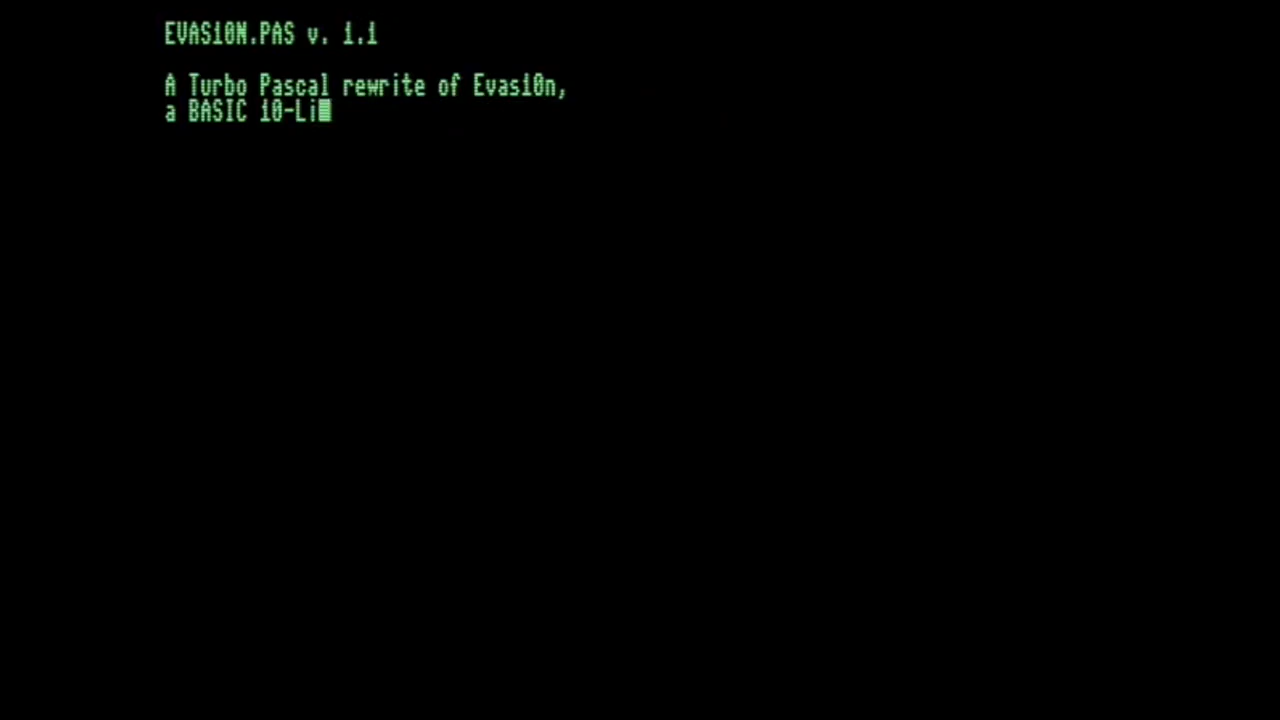 EVAS10N.PAS v. 1.1
A Turbo Pascal rewrite of Evas10n,
a BASIC 10-Li